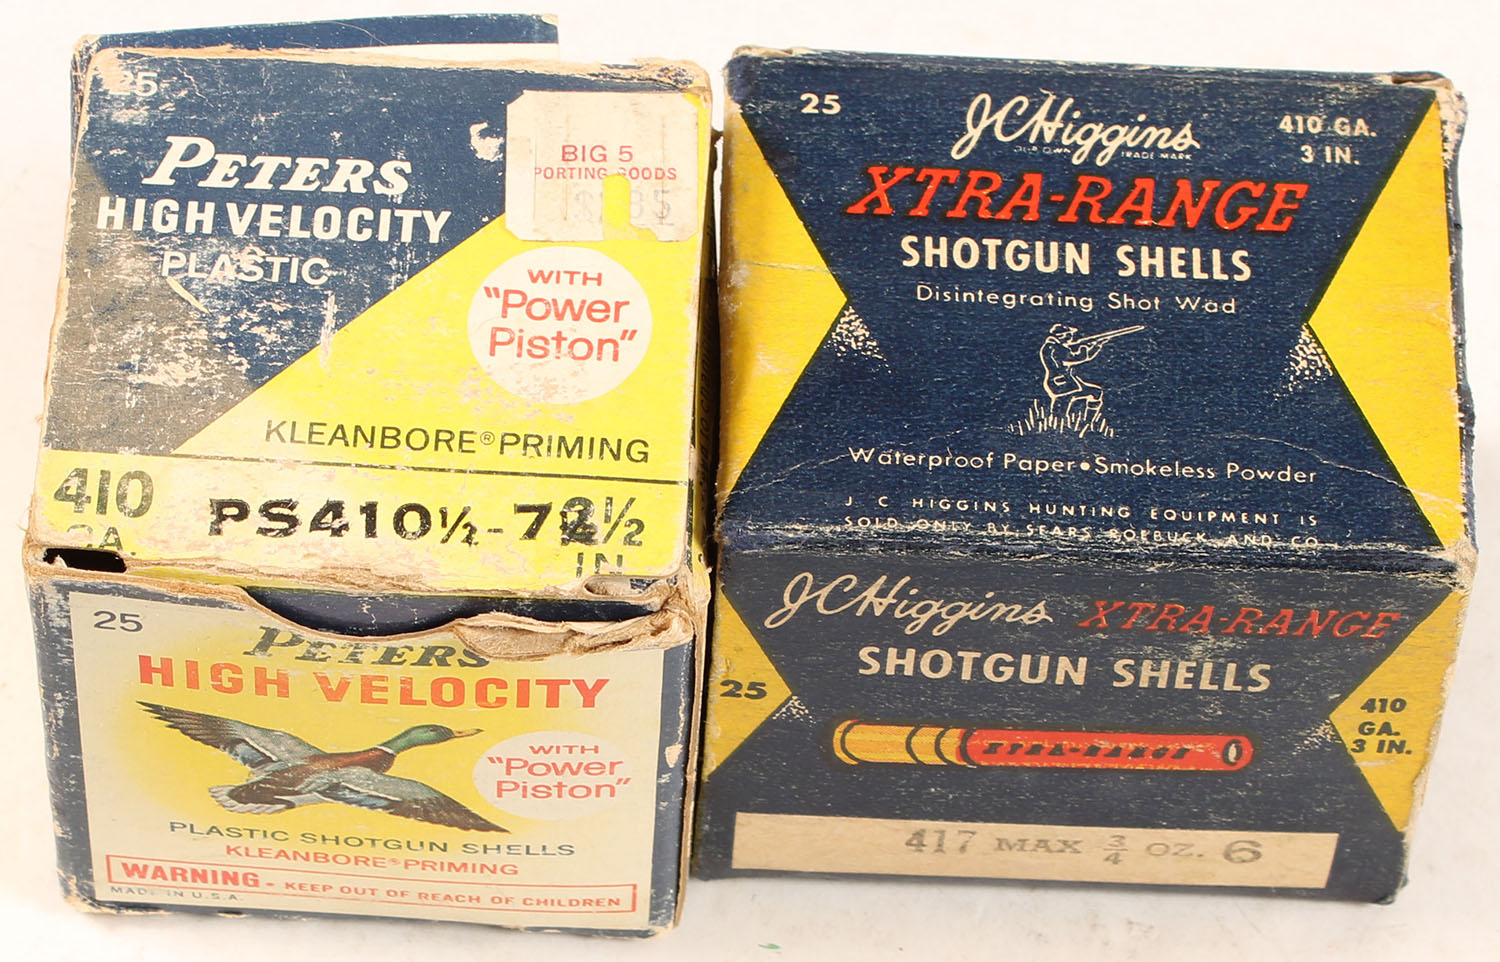 25
PETERS
HIGH VELOCITY
PLASTIC
BIG 5
PORTING GOODS
WITH
"Power
Piston"
KLEANBORE® PRIMING
410
GA.
PS410½-7½
2½
IN.
25
PETERS
HIGH VELOCITY
WITH
"Power
Piston"
PLASTIC SHOTGUN SHELLS
KLEANBORE® PRIMING
WARNING - KEEP OUT OF REACH OF CHILDREN
MADE IN U.S.A.
25
J.C. Higgins
TRADE MARK
410 GA.
3 IN.
XTRA-RANGE
SHOTGUN SHELLS
Disintegrating Shot Wad
Waterproof Paper • Smokeless Powder
J. C HIGGINS HUNTING EQUIPMENT IS
SOLD ONLY BY SEARS ROEBUCK AND CO.
J.C. Higgins XTRA-RANGE
SHOTGUN SHELLS
25
410
GA.
3 IN.
XTRA-RANGE
417 MAX ¾ OZ. 6